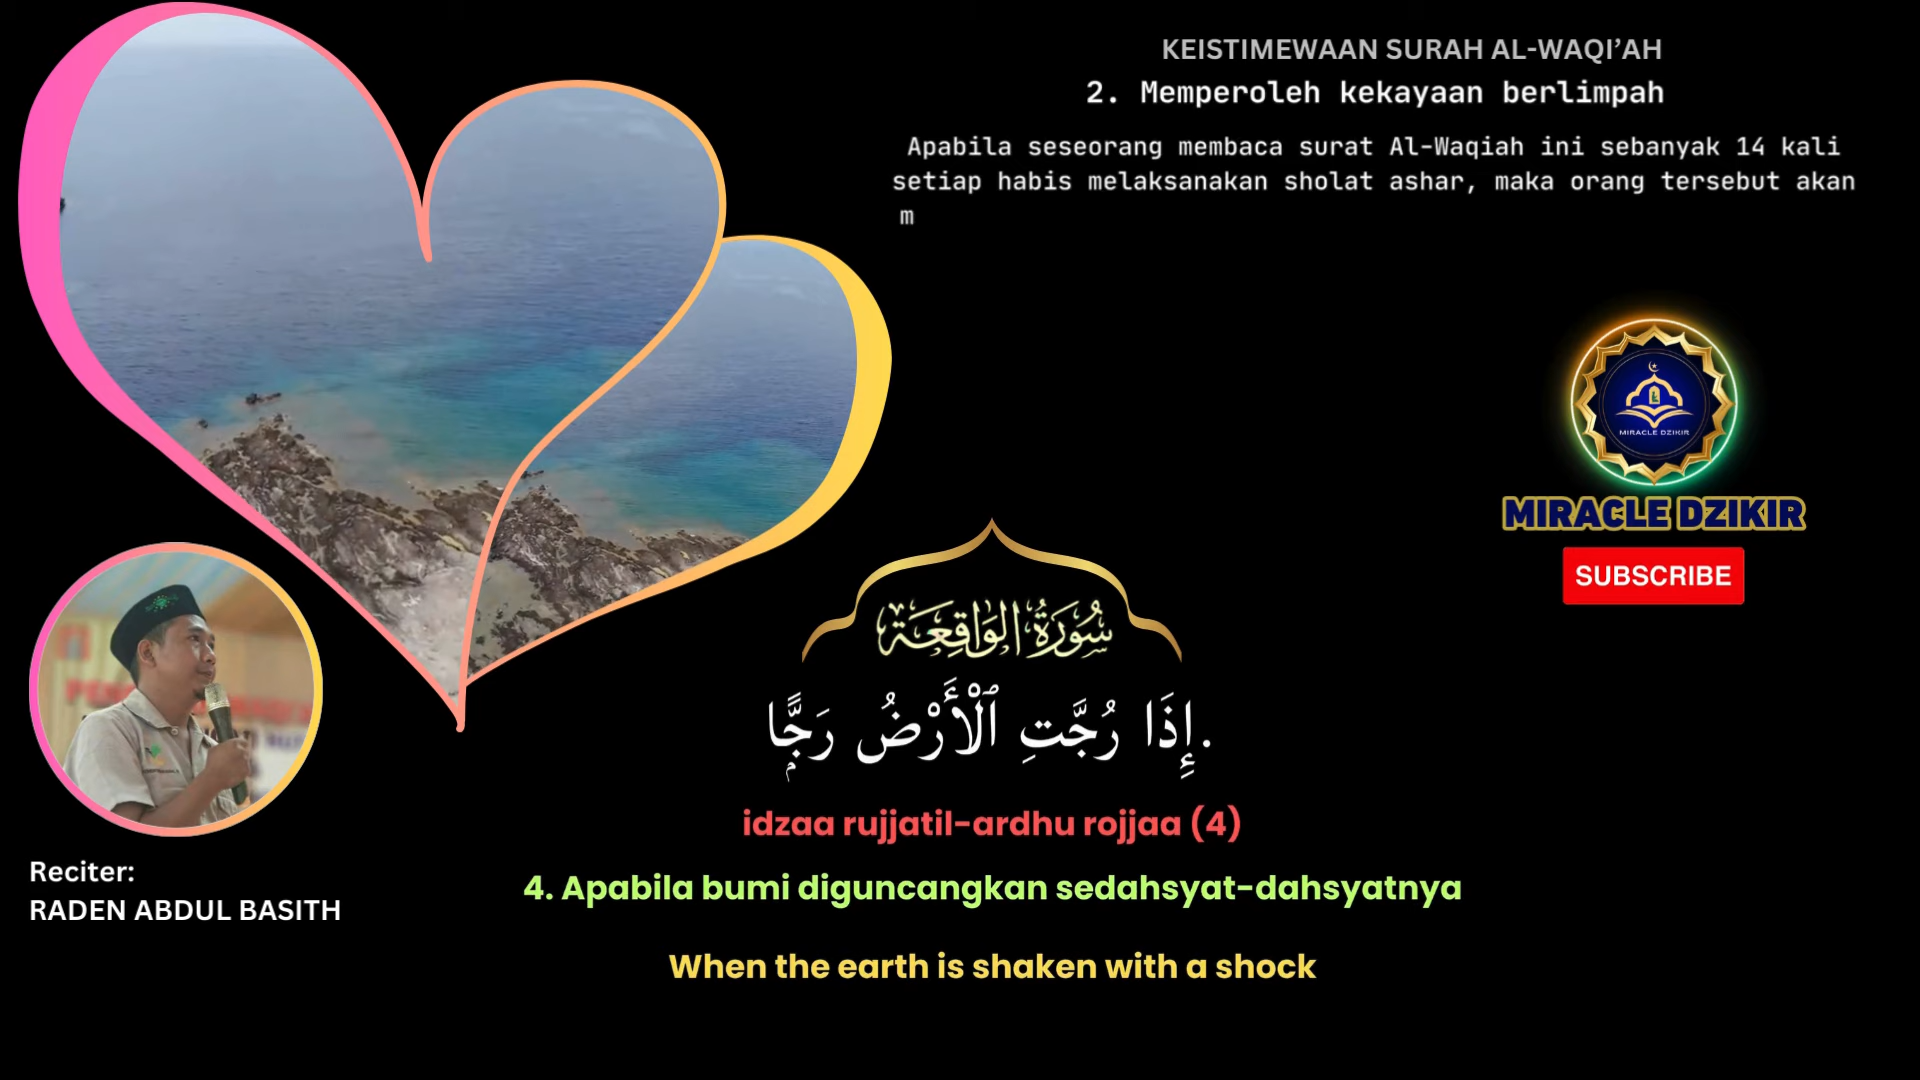 KEISTIMEWAAN SURAH AL-WAQI’AH
2. Memperoleh kekayaan berlimpah
Apabila seseorang membaca surat Al-Waqiah ini sebanyak 14 kali
setiap habis melaksanakan sholat ashar, maka orang tersebut akan
m
MIRACLE DZIKIR
MIRACLE DZIKIR
SUBSCRIBE
سُورَةُ الوَاقِعَة
إِذَا رُجَّتِ ٱلْأَرْضُ رَجًّۭا.
idzaa rujjatil-ardhu rojjaa (4)
4. Apabila bumi diguncangkan sedahsyat-dahsyatnya
When the earth is shaken with a shock
Reciter:
RADEN ABDUL BASITH